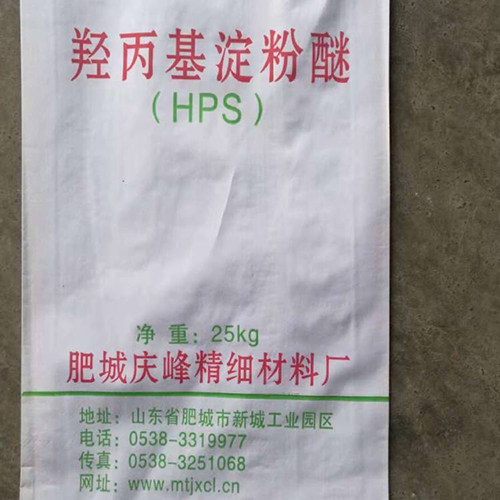 羟丙基淀粉醚
(HPS)
净 重: 25kg
肥城庆峰精细材料厂
地址: 山东省肥城市新城工业园区
电话: 0538-3319977
传真: 0538-3251068
网址: www.mtjxcl.cn